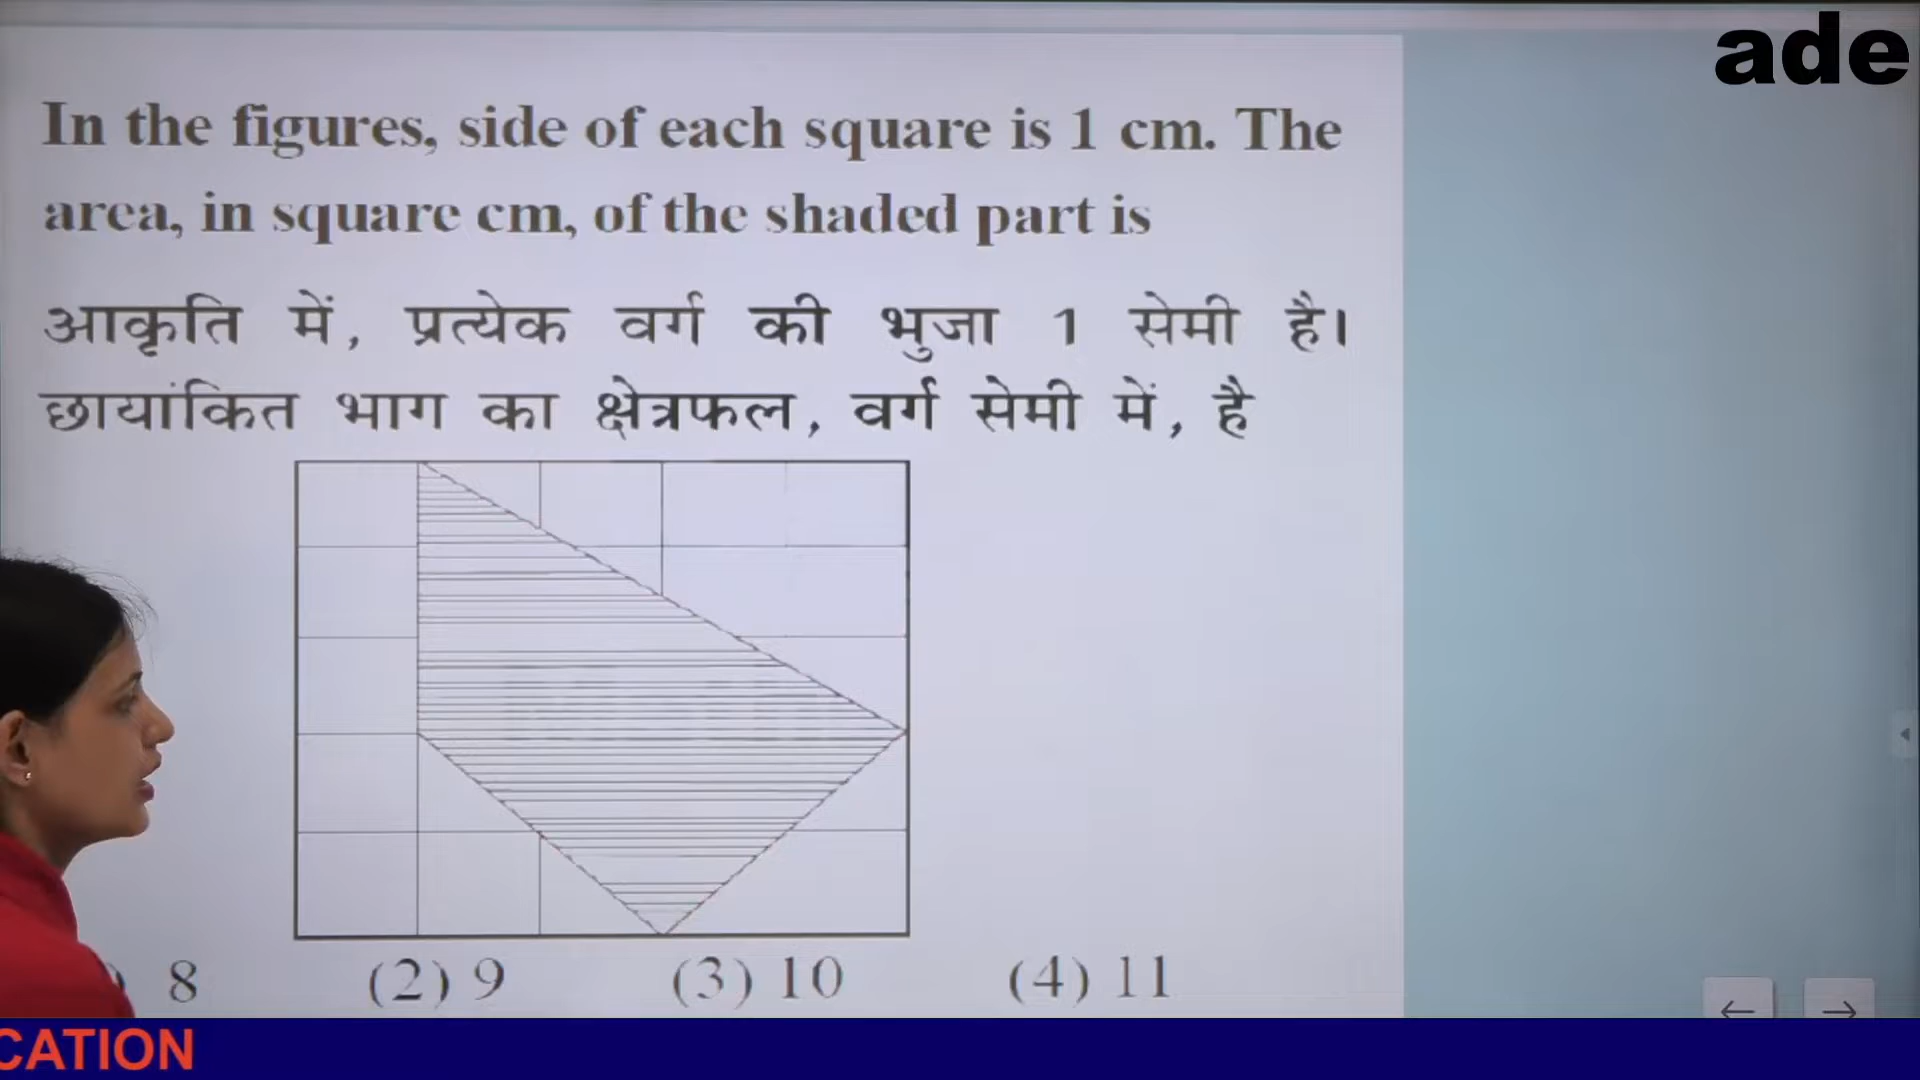 ade
In the figures, side of each square is 1 cm. The
area, in square cm, of the shaded part is
आकृति में, प्रत्येक वर्ग की भुजा 1 सेमी है।
छायांकित भाग का क्षेत्रफल, वर्ग सेमी में, है
) 8 (2) 9 (3) 10 (4) 11
CATION